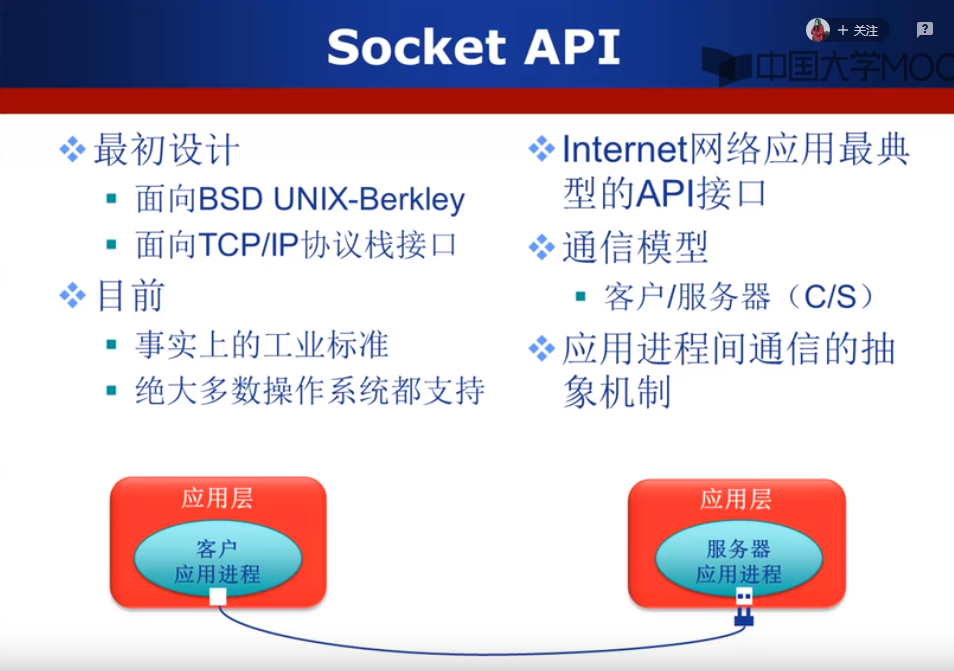 Socket API
+ 关注
?
中国大学MOO
最初设计
面向BSD UNIX-Berkley
面向TCP/IP协议栈接口
目前
事实上的工业标准
绝大多数操作系统都支持
Internet网络应用最典
型的API接口
通信模型
客户/服务器（C/S）
应用进程间通信的抽
象机制
应用层
客户
应用进程
应用层
服务器
应用进程